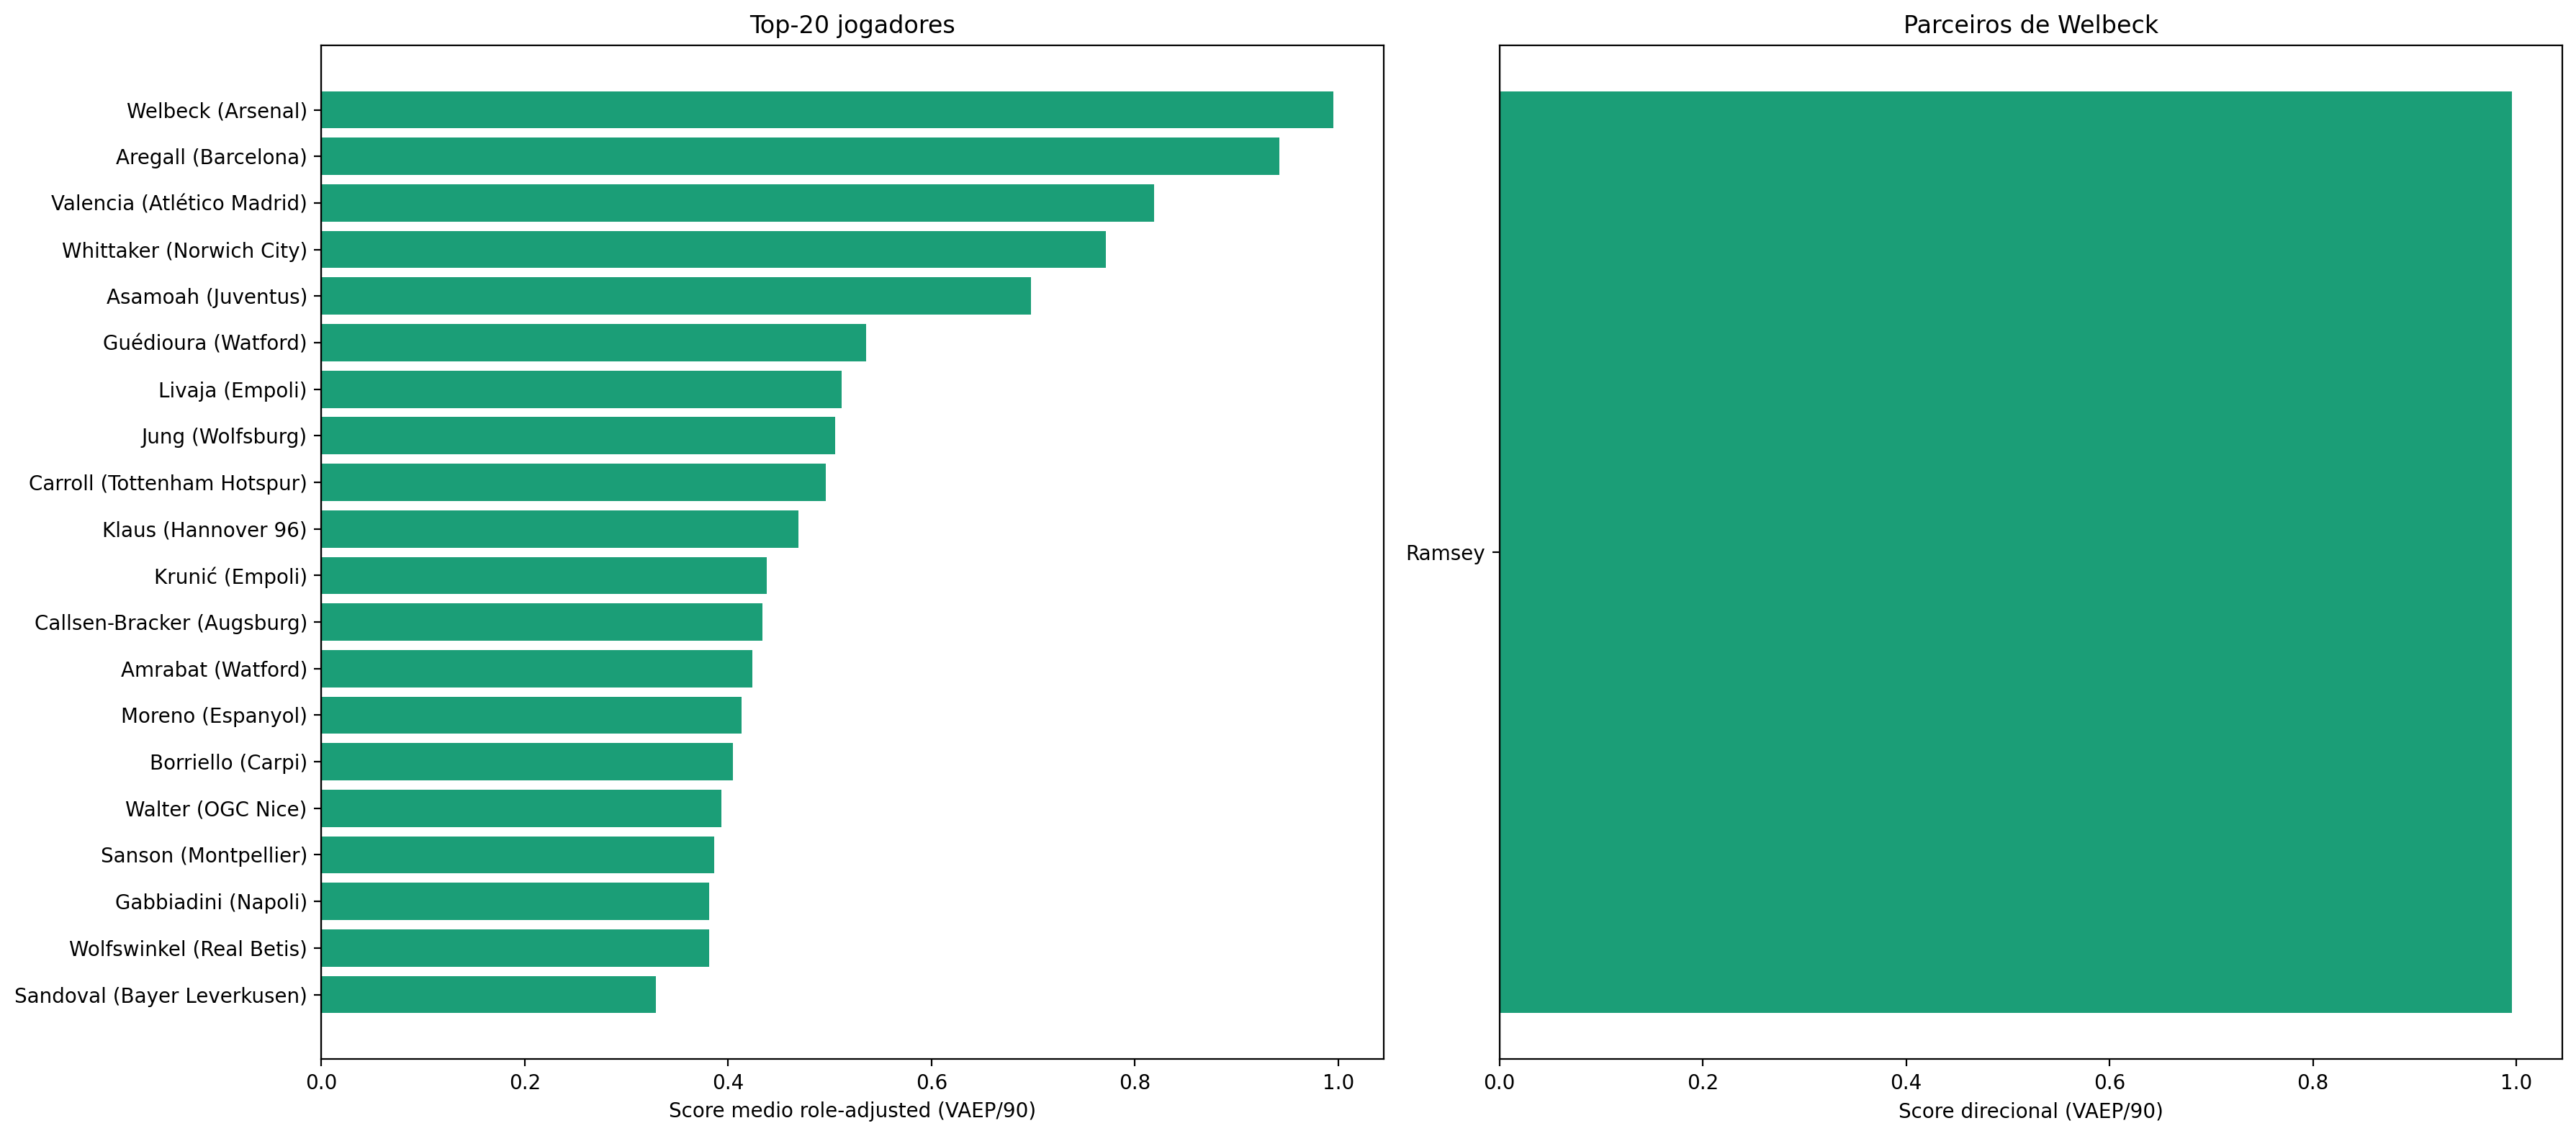 Top-20 jogadores
Welbeck (Arsenal)
Aregall (Barcelona)
Valencia (Atlético Madrid)
Whittaker (Norwich City)
Asamoah (Juventus)
Guédioura (Watford)
Livaja (Empoli)
Jung (Wolfsburg)
Carroll (Tottenham Hotspur)
Klaus (Hannover 96)
Krunić (Empoli)
Callsen-Bracker (Augsburg)
Amrabat (Watford)
Moreno (Espanyol)
Borriello (Carpi)
Walter (OGC Nice)
Sanson (Montpellier)
Gabbiadini (Napoli)
Wolfswinkel (Real Betis)
Sandoval (Bayer Leverkusen)
0.0 0.2 0.4 0.6 0.8 1.0
Score medio role-adjusted (VAEP/90)
Parceiros de Welbeck
Ramsey
0.0 0.2 0.4 0.6 0.8 1.0
Score direcional (VAEP/90)